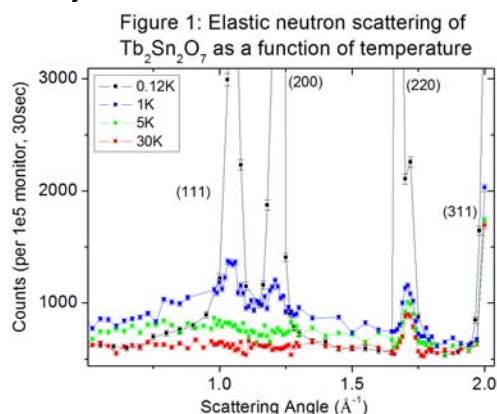 Figure 1: Elastic neutron scattering of
Tb₂Sn₂O₇ as a function of temperature
3000
2000
1000
Counts (per 1e5 monitor, 30sec)
0.12K
1K
5K
30K
(111)
(200)
(220)
(311)
1.0
1.5
2.0
Scattering Angle (Å⁻¹)